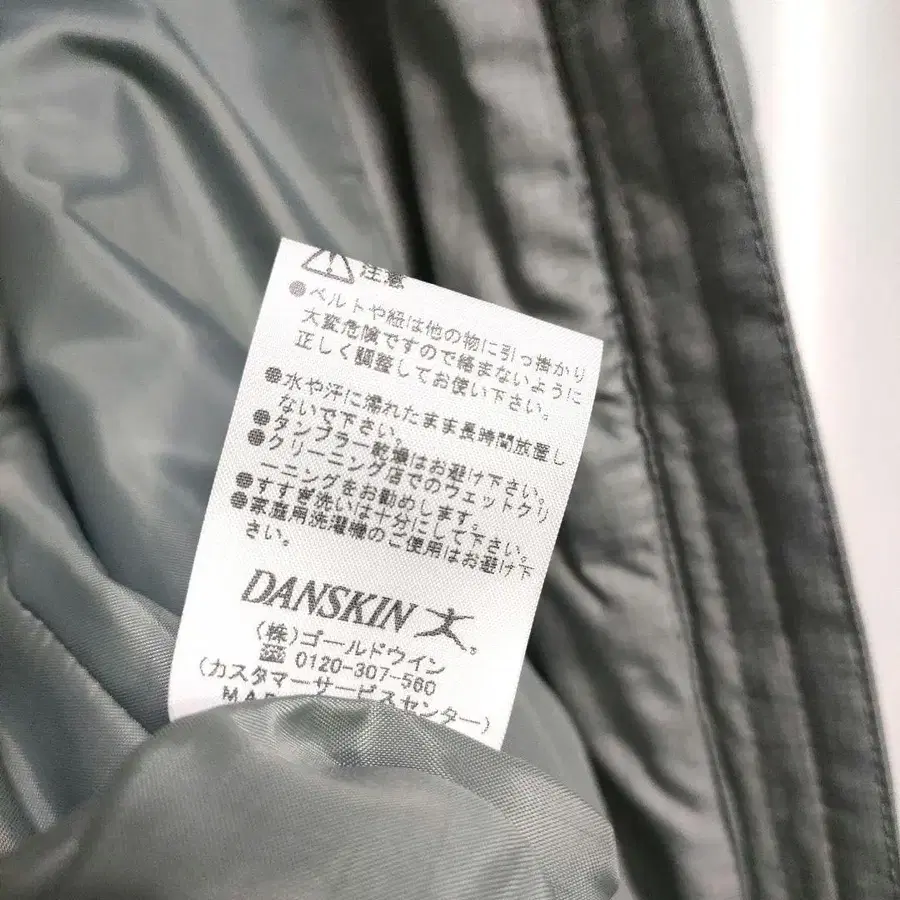 注意
●ベルトや紐は他の物に引っ掛かり
大変危険ですので絡まないように
正しく調整してお使い下さい。
●水や汗に濡れたまま長時間放置し
ないで下さい。
●タンブラー乾燥はお避け下さい。
●クリーニング店でのウェットクリ
ーニングをお勧めします。
●すすぎ洗いは十分にして下さい。
●家庭用洗濯機のご使用はお避け下
さい。
DANSKIN
(株)ゴールドウイン
0120-307-560
(カスタマーサービスセンター)